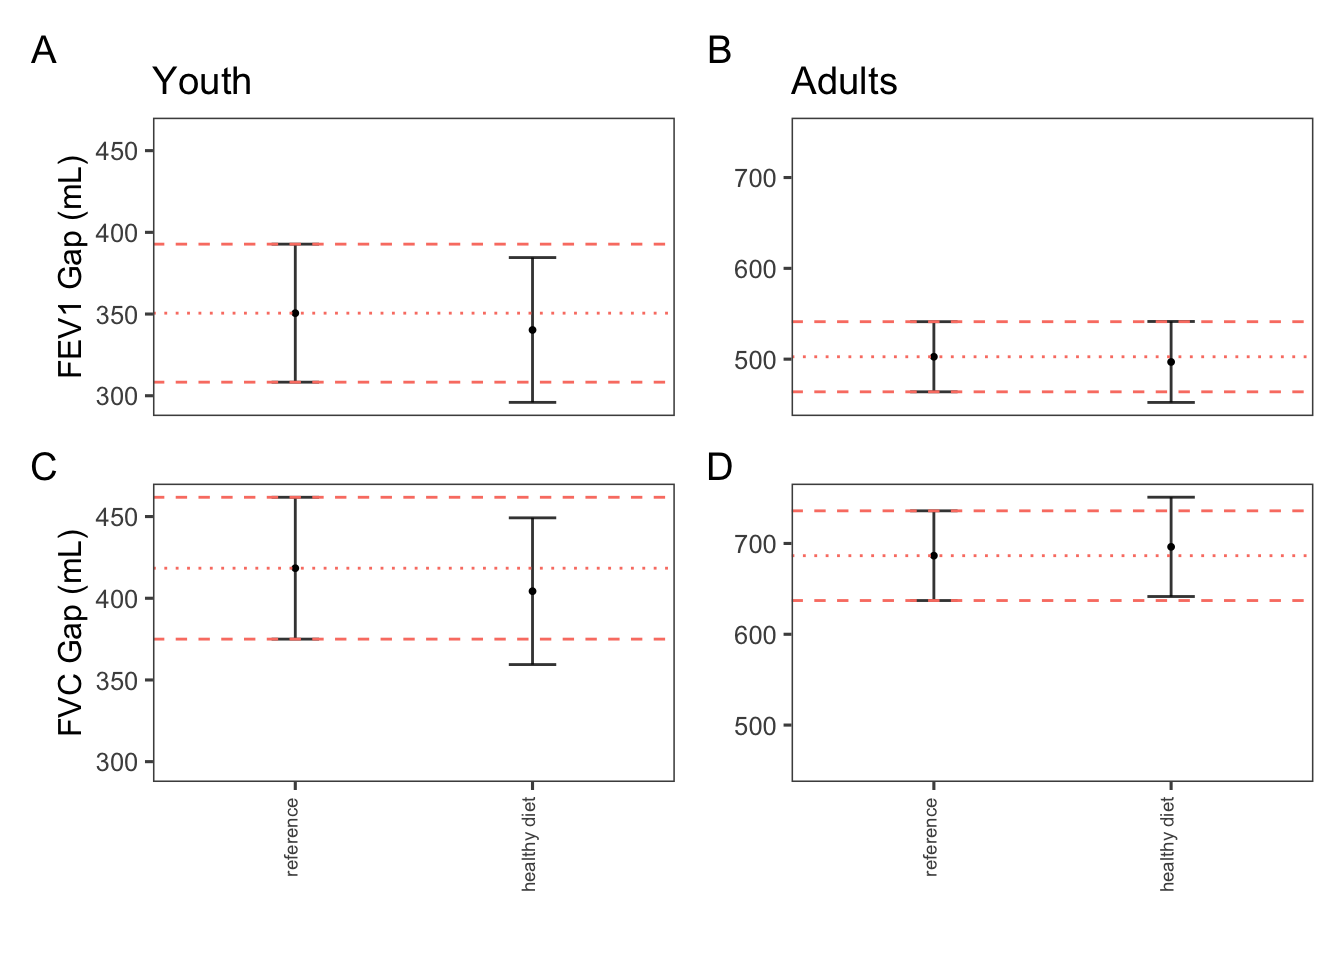 A
Youth
FEV1 Gap (mL)
450
400
350
300
B
Adults
700
600
500
C
FVC Gap (mL)
450
400
350
300
reference
healthy diet
D
700
600
500
reference
healthy diet